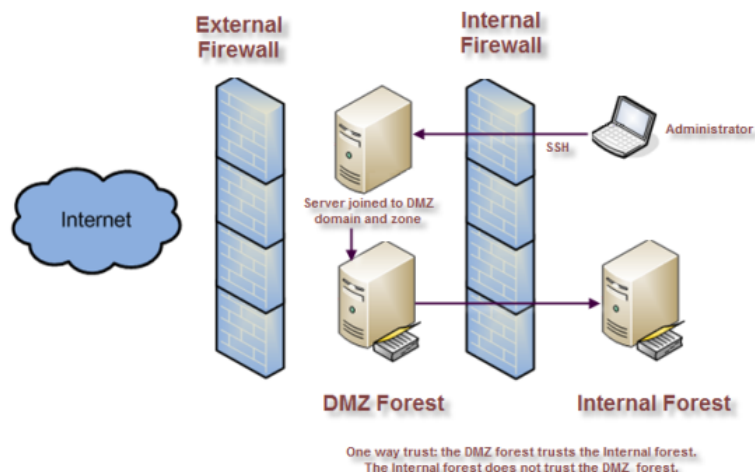 External
Firewall
Internal
Firewall
Administrator
SSH
Server joined to DMZ
domain and zone
Internet
DMZ Forest
Internal Forest
One way trust: the DMZ forest trusts the Internal forest.
The Internal forest does not trust the DMZ forest.